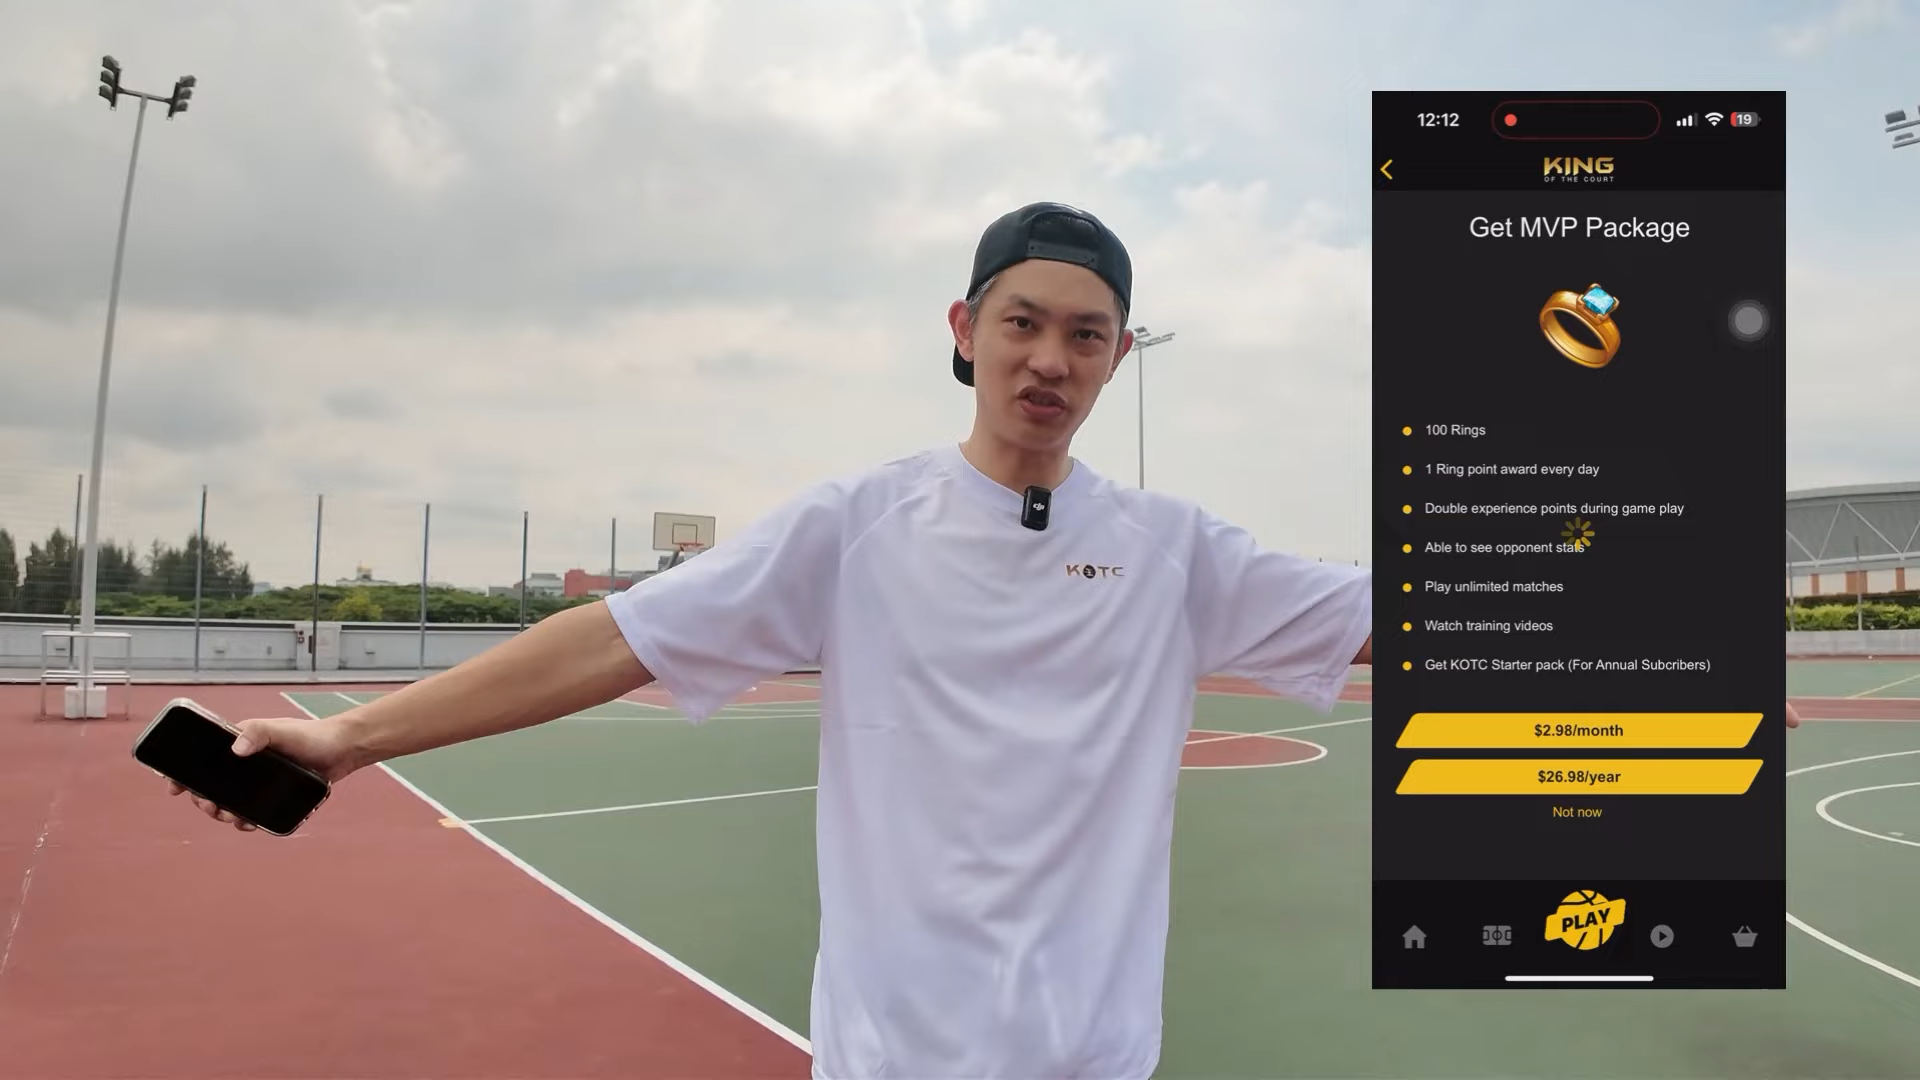 12:12
19
KING
OF THE COURT
Get MVP Package
100 Rings
1 Ring point award every day
Double experience points during game play
Able to see opponent stats
Play unlimited matches
Watch training videos
Get KOTC Starter pack (For Annual Subcribers)
$2.98/month
$26.98/year
Not now
PLAY
KOTC
dji